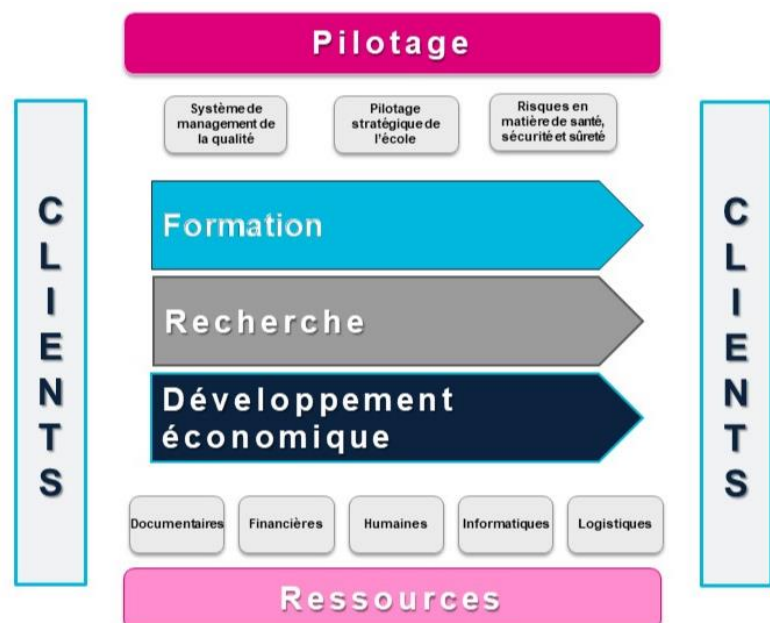 Pilotage
Système de
management de
la qualité
Pilotage
stratégique de
l'école
Risques en
matière de santé,
sécurité et sûreté
CLIENTS
Formation
Recherche
Développement
économique
CLIENTS
Documentaires
Financières
Humaines
Informatiques
Logistiques
Ressources